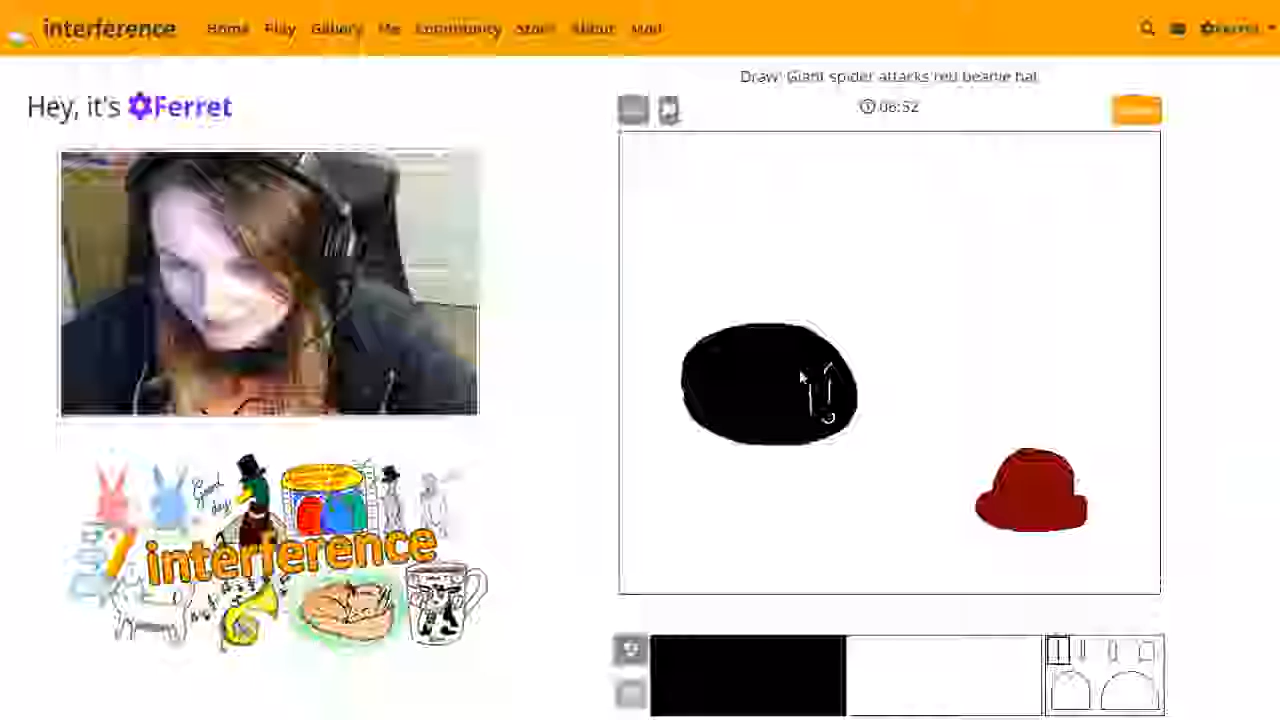 interference Home Play Gallery Me Community Store About Mod Ferret
Draw: Giant spider attacks red beanie hat
Hey, it's Ferret
06:52
Good
day
interference